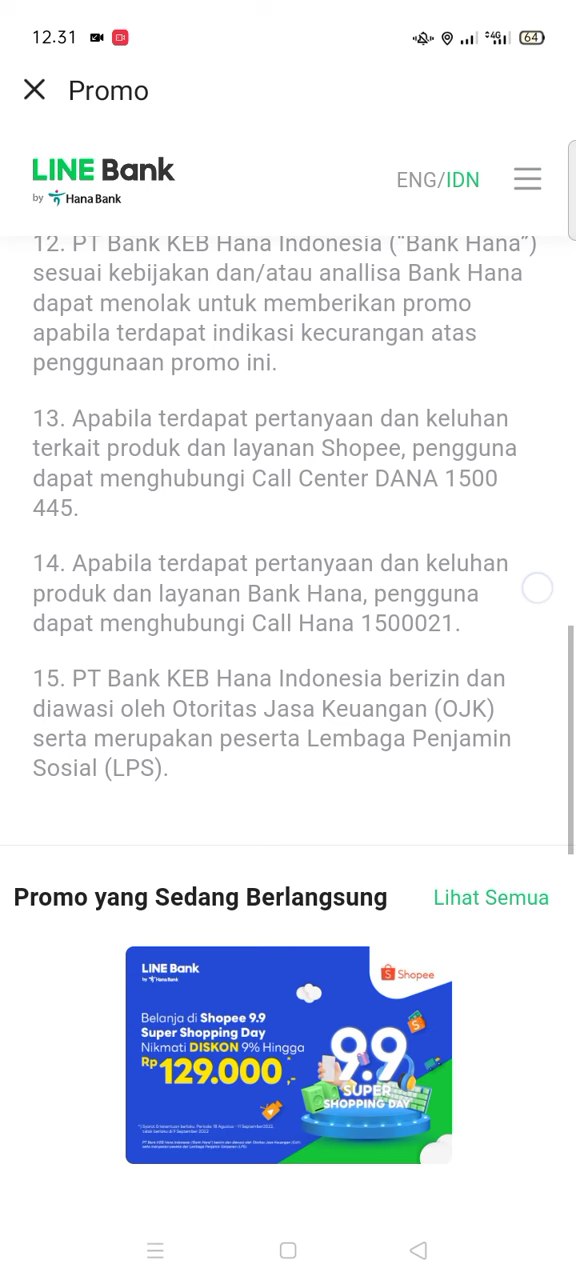 12.31
4G
64
Promo
LINE Bank
by Hana Bank
ENG/IDN
12. PT Bank KEB Hana Indonesia ("Bank Hana")
sesuai kebijakan dan/atau anallisa Bank Hana
dapat menolak untuk memberikan promo
apabila terdapat indikasi kecurangan atas
penggunaan promo ini.
13. Apabila terdapat pertanyaan dan keluhan
terkait produk dan layanan Shopee, pengguna
dapat menghubungi Call Center DANA 1500
445.
14. Apabila terdapat pertanyaan dan keluhan
produk dan layanan Bank Hana, pengguna
dapat menghubungi Call Hana 1500021.
15. PT Bank KEB Hana Indonesia berizin dan
diawasi oleh Otoritas Jasa Keuangan (OJK)
serta merupakan peserta Lembaga Penjamin
Sosial (LPS).
Promo yang Sedang Berlangsung
Lihat Semua
LINE Bank
by Hana Bank
Shopee
Belanja di Shopee 9.9
Super Shopping Day
Nikmati DISKON 9% Hingga
Rp129.000,-
9.9
SUPER
SHOPPING DAY